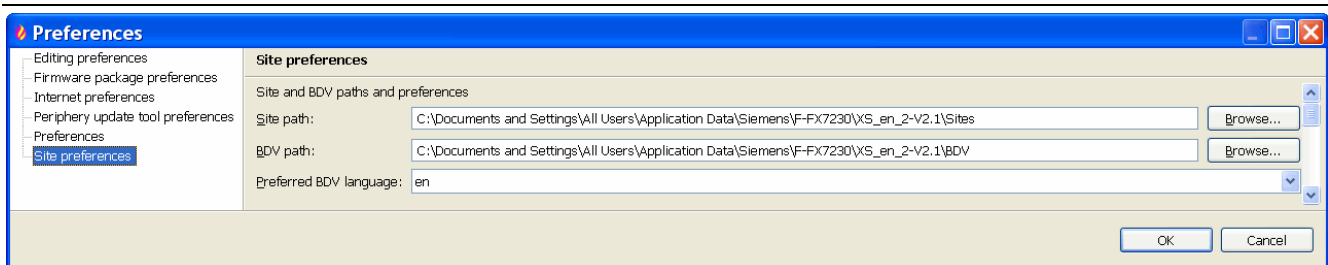 Preferences
Editing preferences
Firmware package preferences
Internet preferences
Periphery update tool preferences
Preferences
Site preferences
Site preferences
Site and BDV paths and preferences
Site path: C:\Documents and Settings\All Users\Application Data\Siemens\F-FX7230\XS_en_2-V2.1\Sites Browse...
BDV path: C:\Documents and Settings\All Users\Application Data\Siemens\F-FX7230\XS_en_2-V2.1\BDV Browse...
Preferred BDV language: en
OK Cancel